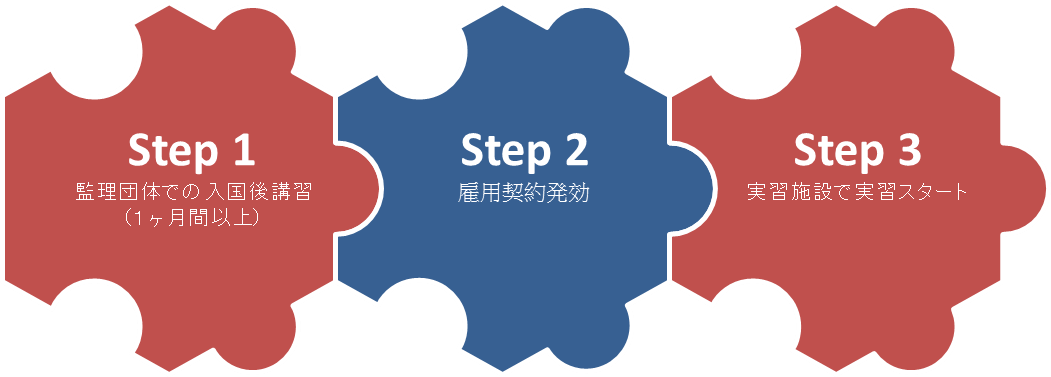 Step 1
監理団体での入国後講習
（1ヶ月間以上）
Step 2
雇用契約発効
Step 3
実習施設で実習スタート